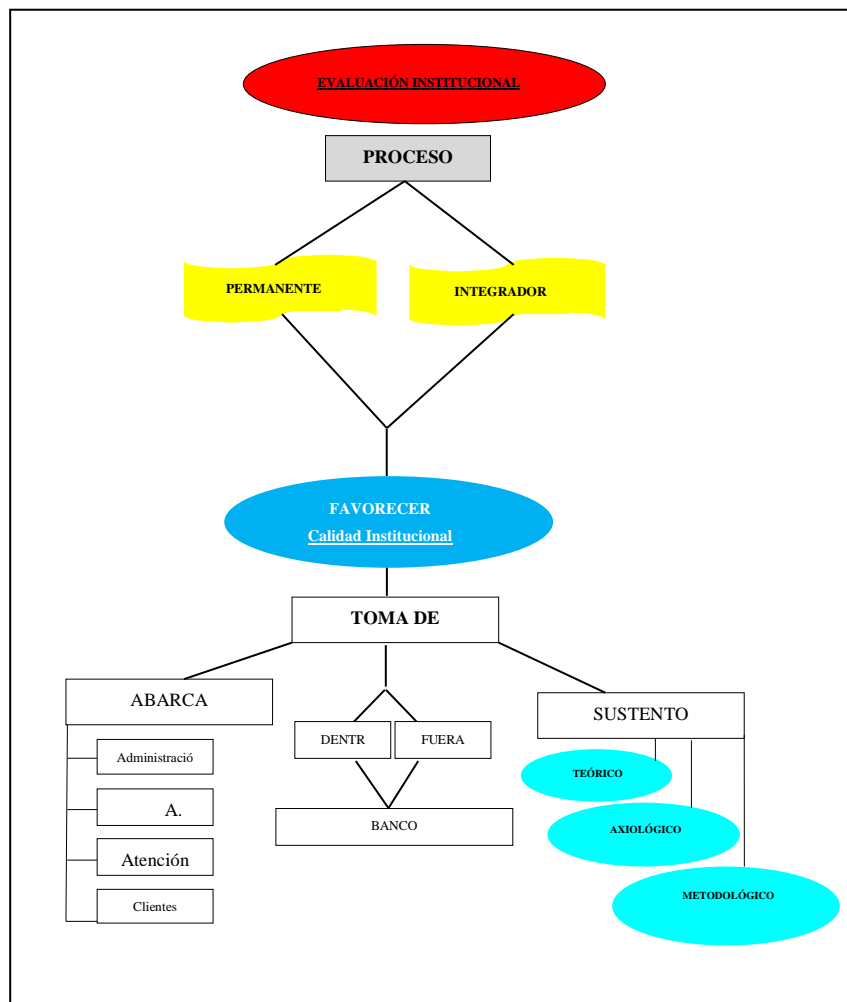 EVALUACIÓN INSTITUCIONAL
PROCESO
PERMANENTE
INTEGRADOR
FAVORECER
Calidad Institucional
TOMA DE
ABARCA
SUSTENTO
DENTR
FUERA
Administració
TEÓRICO
A.
BANCO
AXIOLÓGICO
Atención
METODOLÓGICO
Clientes